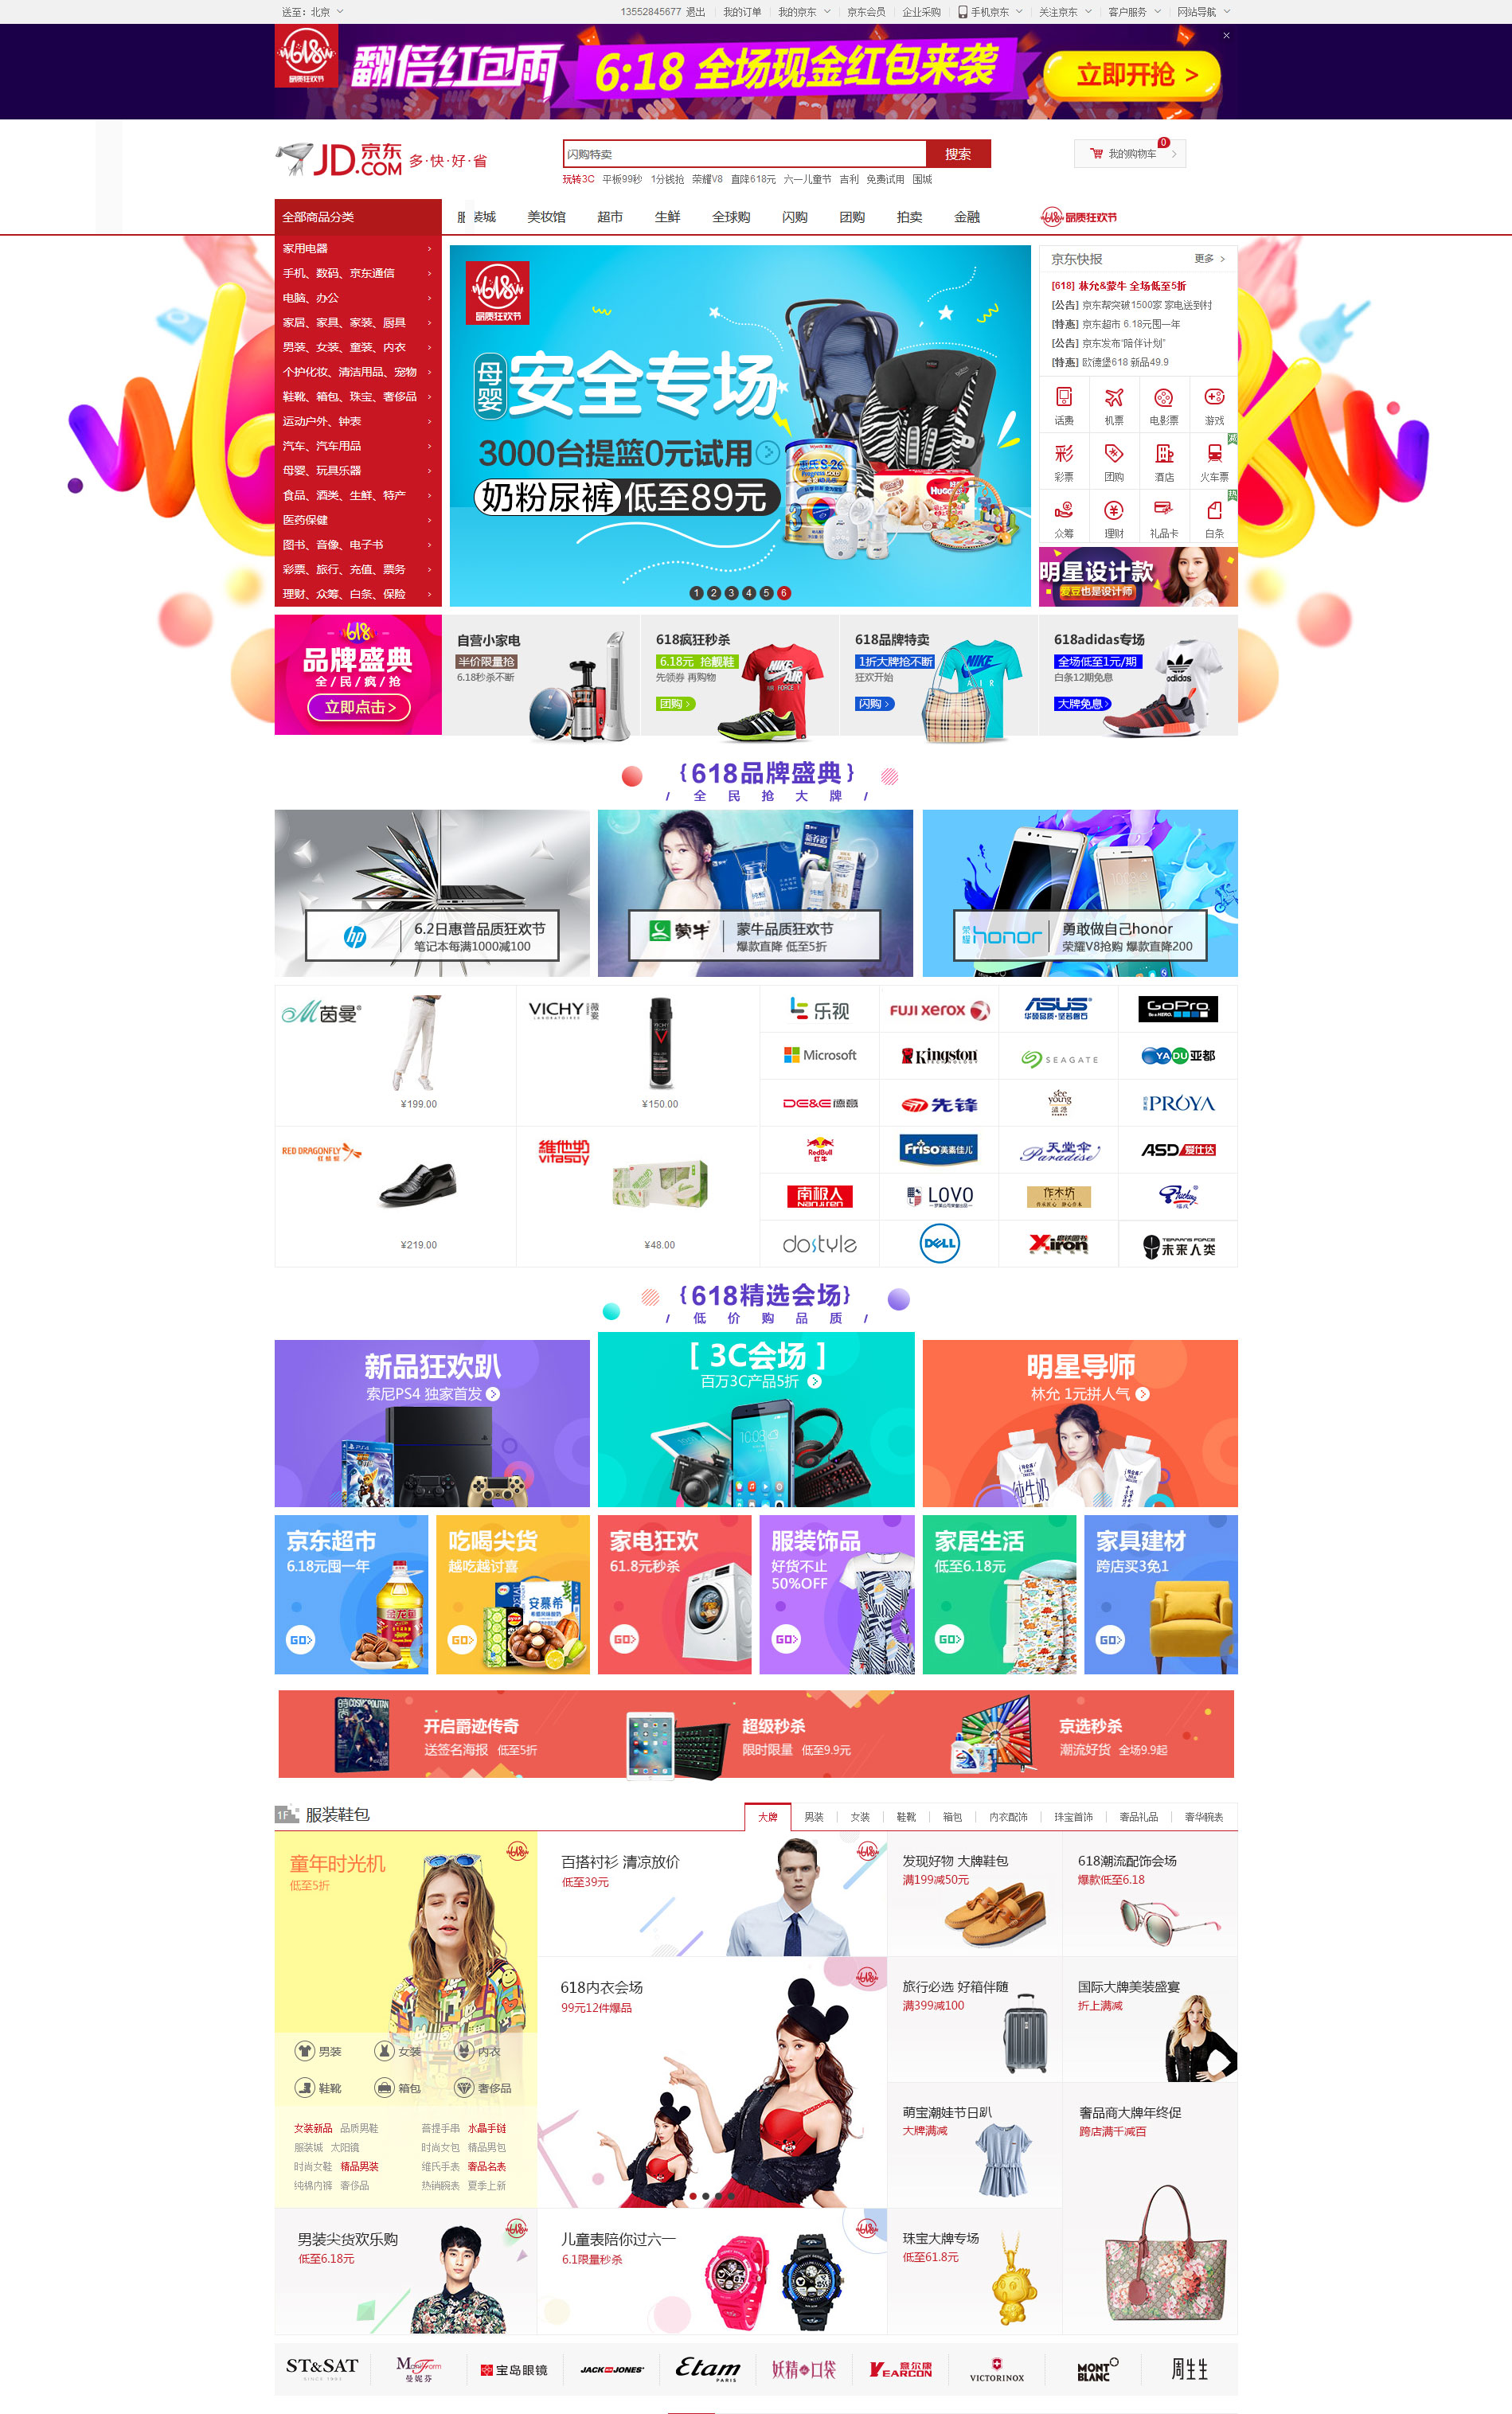 送至：北京
13552845677 退出 我的订单 我的京东 京东会员 企业采购 手机京东 关注京东 客户服务 网站导航
618
品质狂欢节
翻倍红包雨 6:18 全场现金红包来袭 立即开抢 >
JD.COM 京东 多·快·好·省
闪购特卖 搜索
0
我的购物车
玩转3C 平板99秒 1分钱抢 荣耀V8 直降618元 六一儿童节 吉利 免费试用 围城
全部商品分类 服装城 美妆馆 超市 生鲜 全球购 闪购 团购 拍卖 金融 618 品质狂欢节
家用电器
手机、数码、京东通信
电脑、办公
家居、家具、家装、厨具
男装、女装、童装、内衣
个护化妆、清洁用品、宠物
鞋靴、箱包、珠宝、奢侈品
运动户外、钟表
汽车、汽车用品
母婴、玩具乐器
食品、酒类、生鲜、特产
医药保健
图书、音像、电子书
彩票、旅行、充值、票务
理财、众筹、白条、保险
618
品质狂欢节
母婴 安全专场
3000台提篮0元试用
奶粉尿裤 低至89元
惠氏S-26
HUGGIES
1 2 3 4 5 6
京东快报 更多 >
[618] 林允&蒙牛 全场低至5折
[公告] 京东帮突破1500家 家电送到村
[特惠] 京东超市 6.18元囤一年
[公告] 京东发布“陪伴计划”
[特惠] 欧德堡618 新品49.9
话费 机票 电影票 游戏
彩票 团购 酒店 火车票
众筹 理财 礼品卡 白条
明星设计款
爱豆也是设计师
618
品牌盛典
全/民/疯/抢
立即点击>
自营小家电
半价限量抢
6.18秒杀不断
618疯狂秒杀
6.18元 抢靓鞋
先领券 再购物
团购 >
NIKE AIR
618品牌特卖
1折大牌抢不断
狂欢开始
闪购 >
NIKE
AIR
618adidas专场
全场低至1元/期
白条12期免息
大牌免息 >
adidas
{618品牌盛典}
/ 全民抢大牌 /
hp 6.2日惠普品质狂欢节
笔记本每满1000减100
蒙牛 蒙牛品质狂欢节
爆款直降 低至5折
荣耀 honor 勇敢做自己honor
荣耀V8抢购 爆款直降200
茵曼
¥199.00
VICHY 薇姿
LABORATOIRES
¥150.00
RED DRAGONFLY
红蜻蜓
¥219.00
維他奶
VITASOY
¥48.00
乐视 FUJI XEROX ASUS GoPro
华硕品质·坚若磐石
Microsoft Kingston SEAGATE YADU亚都
DE&E德意 先锋 see young PROYA
RedBull 红牛 Friso美素佳儿 天堂伞 Paradise ASD爱仕达
南极人 Nanjiren LOVO 作木坊
dostyle DELL X-iron 未来人类
{618精选会场}
/ 低价购品质 /
新品狂欢趴
索尼PS4 独家首发
[ 3C会场 ]
百万3C产品5折
明星导师
林允 1元拼人气
纯牛奶
京东超市
6.18元囤一年
GO>
吃喝尖货
越吃越讨喜
安慕希
GO>
家电狂欢
61.8元秒杀
GO>
服装饰品
好货不止
50%OFF
GO>
家居生活
低至6.18元
GO>
家具建材
跨店买3免1
GO>
COSMOPOLITAN
开启爵迹传奇
送签名海报 低至5折
超级秒杀
限时限量 低至9.9元
京选秒杀
潮流好货 全场9.9起
1F 服装鞋包 大牌 男装 女装 鞋靴 箱包 内衣配饰 珠宝首饰 奢品礼品 奢华腕表
童年时光机
低至5折
男装 女装 内衣
鞋靴 箱包 奢侈品
女装新品 品质男鞋 菩提手串 水晶手链
服装城 太阳镜 时尚女包 精品男包
时尚女鞋 精品男装 维氏手表 奢品名表
纯棉内裤 奢侈品 热销腕表 夏季上新
百搭衬衫 清凉放价
低至39元
618内衣会场
99元12件爆品
发现好物 大牌鞋包
满199减50元
618潮流配饰会场
爆款低至6.18
旅行必选 好箱伴随
满399减100
国际大牌美装盛宴
折上满减
萌宝潮娃节日趴
大牌满减
奢品商大牌年终促
跨店满千减百
男装尖货欢乐购
低至6.18元
儿童表陪你过六一
6.1限量秒杀
珠宝大牌专场
低至61.8元
ST&SAT 曼妮芬 宝岛眼镜 JACK JONES Etam PARIS 妖精の口袋 意尔康 YEARCON VICTORINOX MONT BLANC 周生生